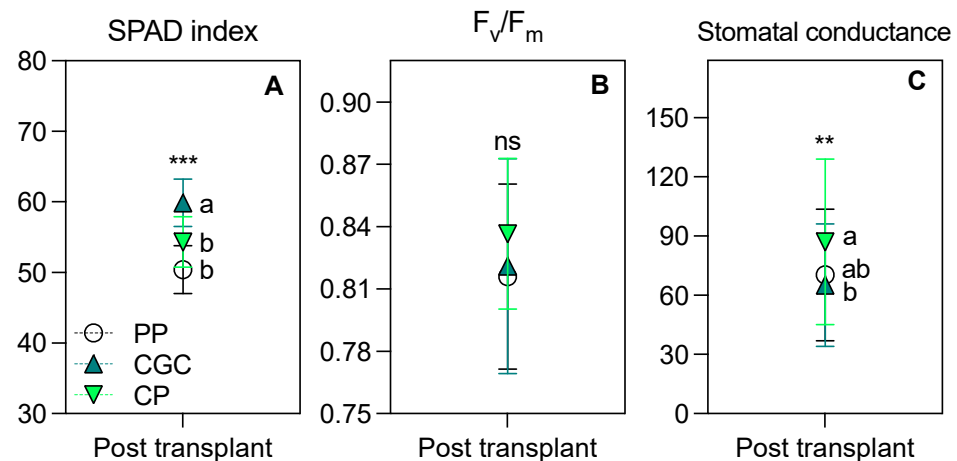 SPAD index
A
80
70
60
50
40
30
***
a
b
b
PP
CGC
CP
Post transplant
Fv/Fm
B
0.90
0.87
0.84
0.81
0.78
0.75
ns
Post transplant
Stomatal conductance
C
150
120
90
60
30
0
**
a
ab
b
Post transplant